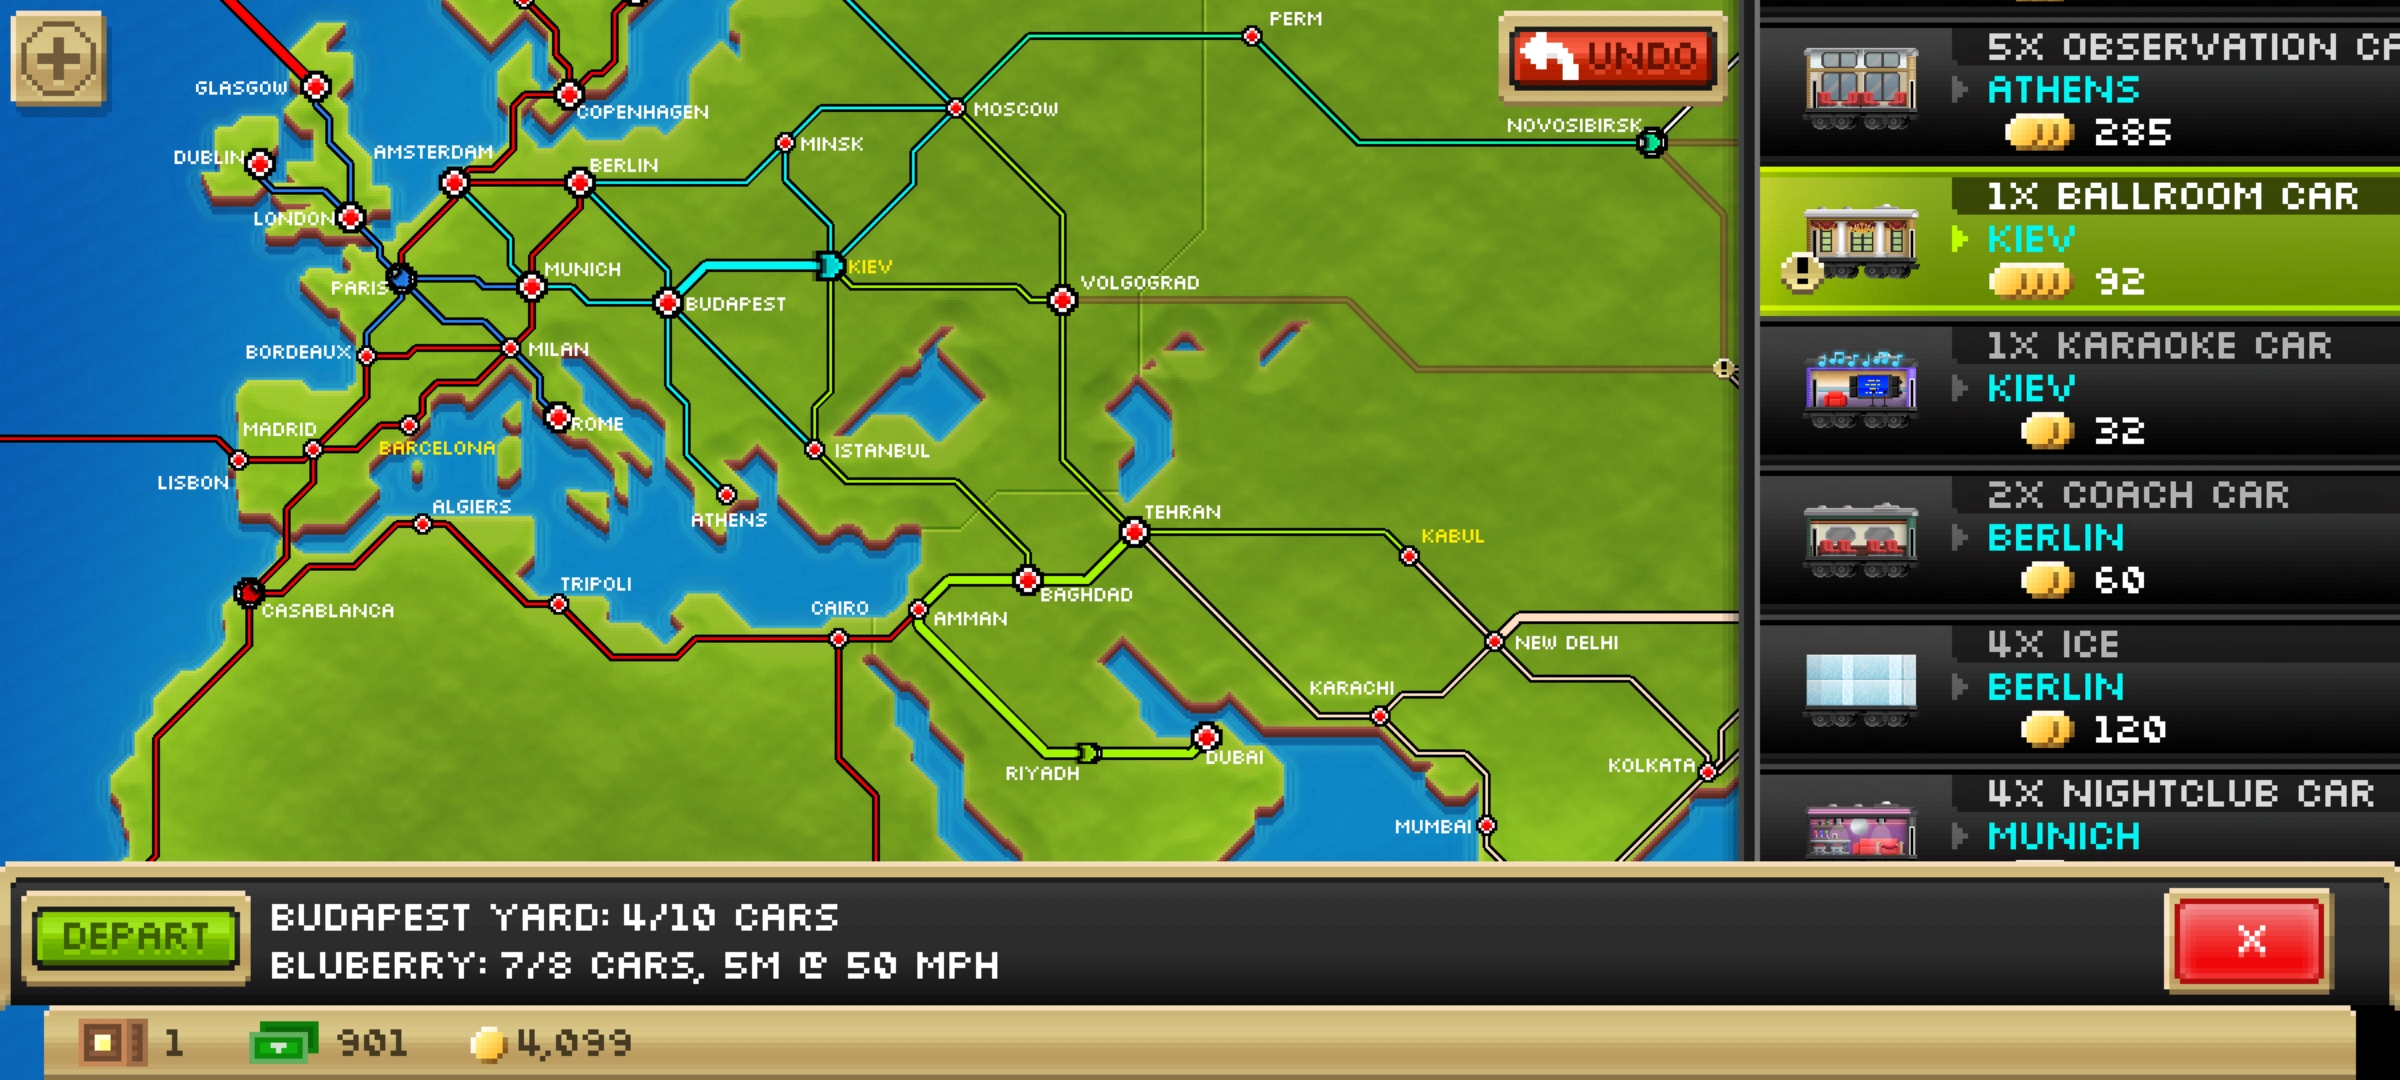 PERM
UNDO
GLASGOW
COPENHAGEN
MOSCOW
NOVOSIBIRSK
DUBLIN
AMSTERDAM
BERLIN
MINSK
LONDON
MUNICH
KIEV
PARIS
BUDAPEST
VOLGOGRAD
BORDEAUX
MILAN
MADRID
ROME
BARCELONA
ISTANBUL
LISBON
ALGIERS
ATHENS
TEHRAN
KABUL
TRIPOLI
CAIRO
BAGHDAD
CASABLANCA
AMMAN
NEW DELHI
KARACHI
DUBAI
RIYADH
KOLKATA
MUMBAI
5X OBSERVATION CA
ATHENS
285
1X BALLROOM CAR
KIEV
92
1X KARAOKE CAR
KIEV
32
2X COACH CAR
BERLIN
60
4X ICE
BERLIN
120
4X NIGHTCLUB CAR
MUNICH
DEPART
BUDAPEST YARD: 4/10 CARS
BLUBERRY: 7/8 CARS, 5M @ 50 MPH
X
1
901
4,099